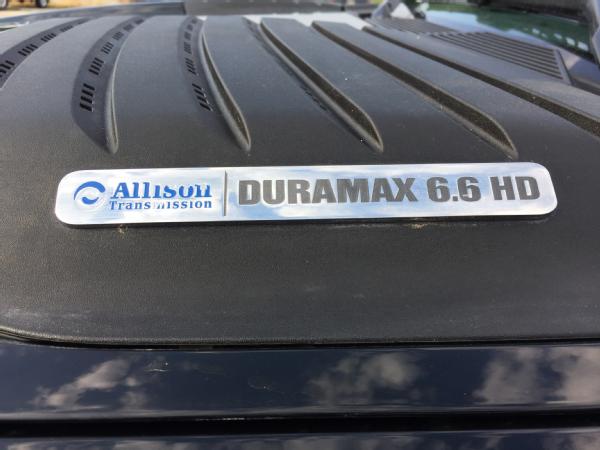 Allison
Transmission
DURAMAX 6.6 HD